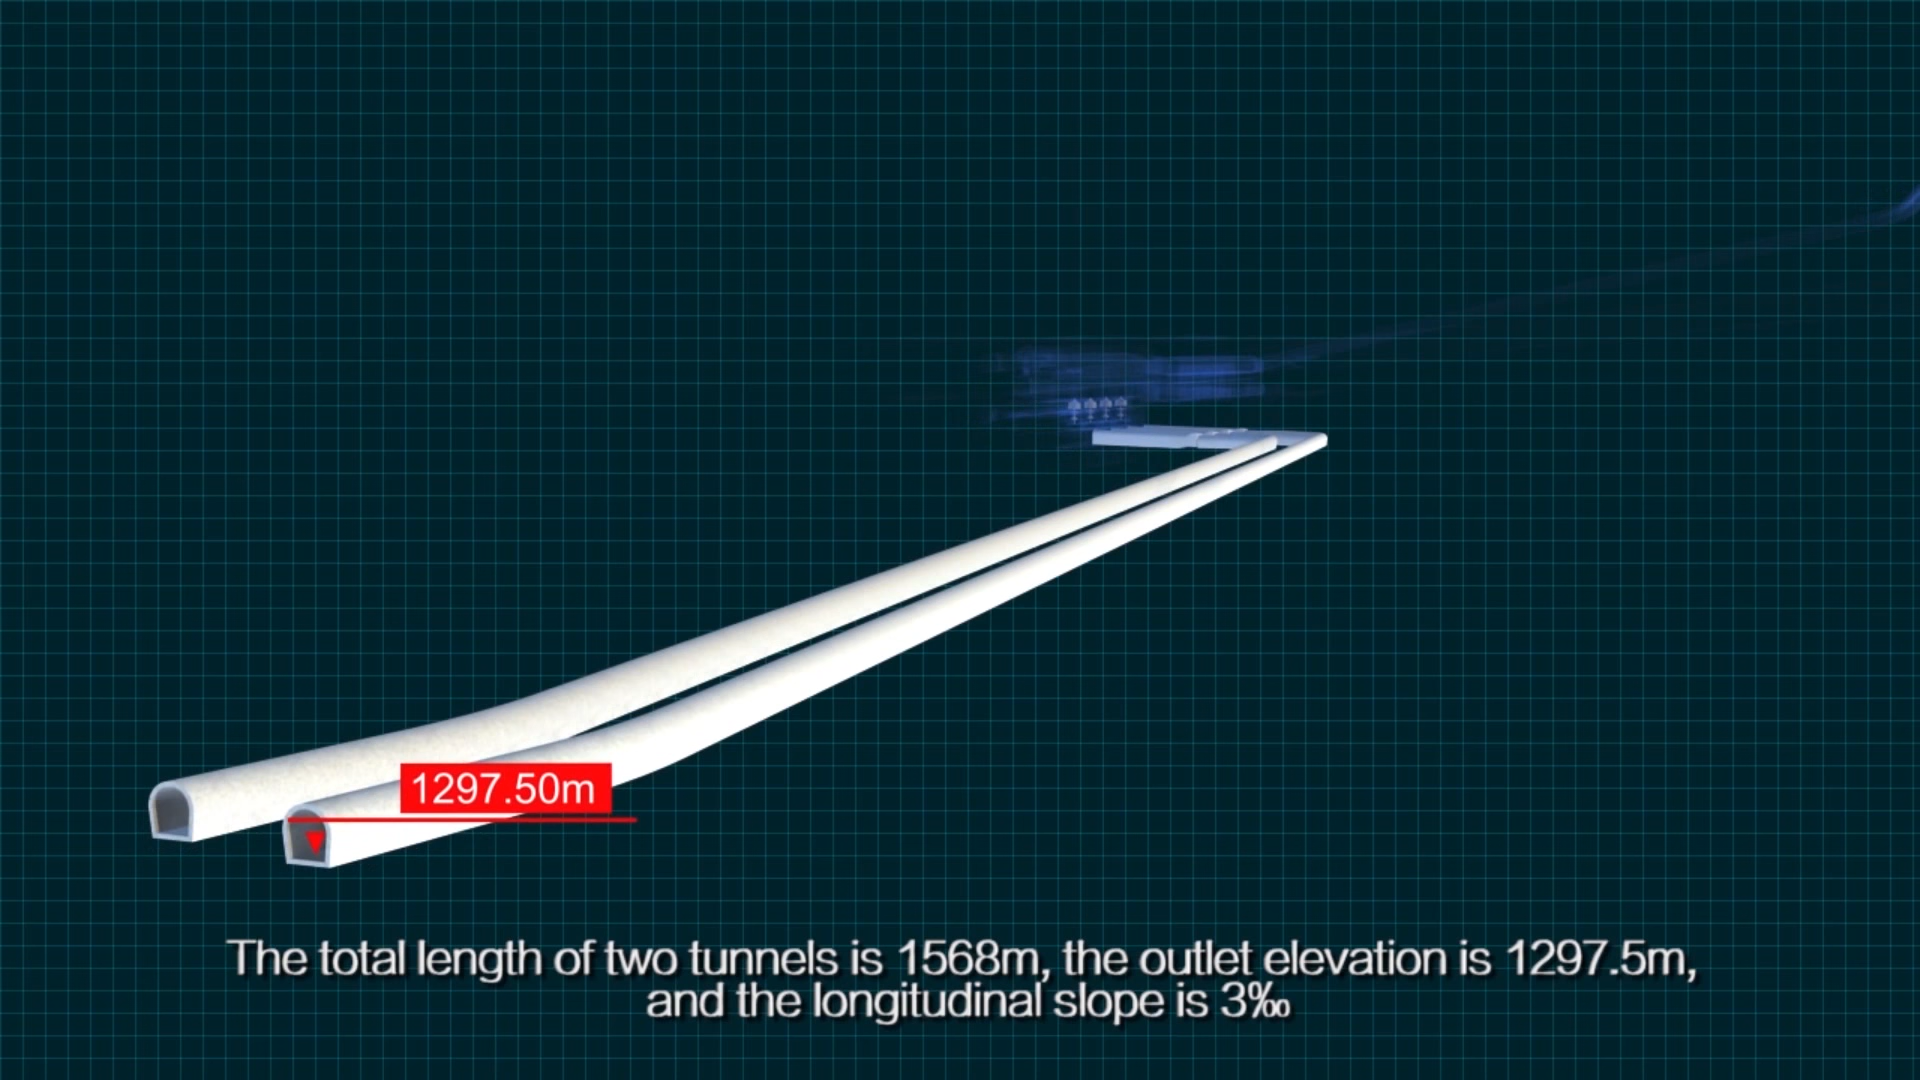 1297.50m
The total length of two tunnels is 1568m, the outlet elevation is 1297.5m,
and the longitudinal slope is 3‰